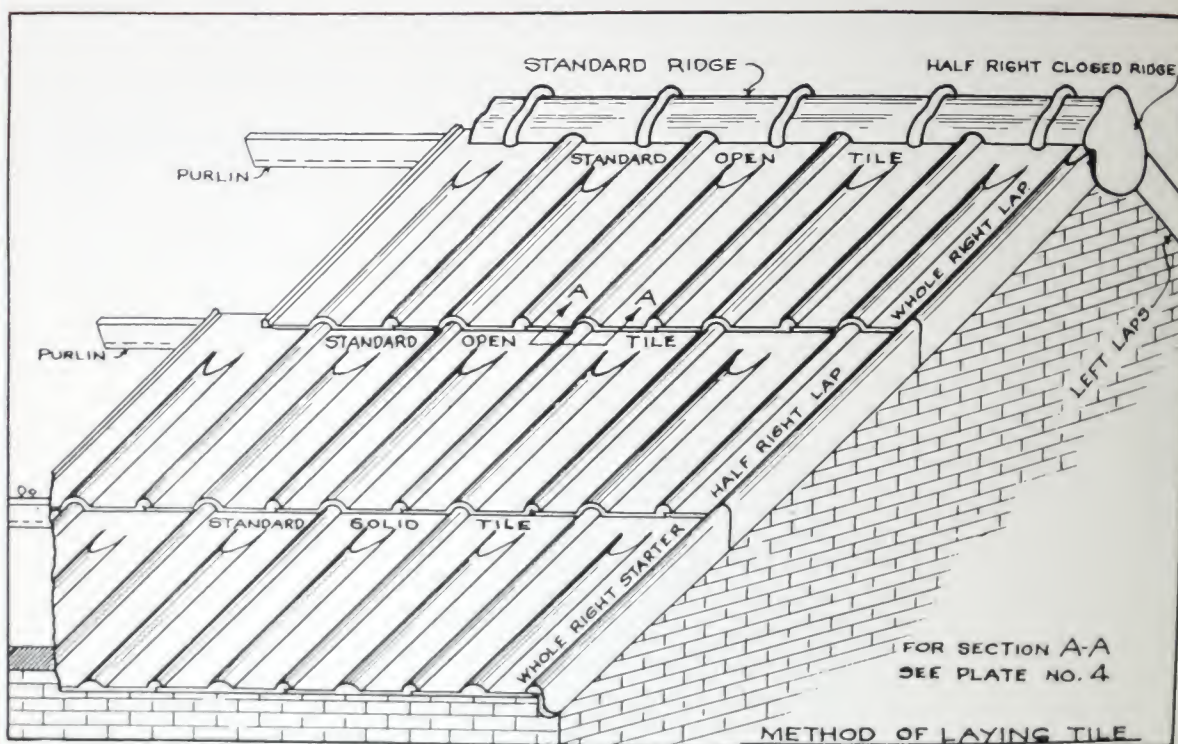 STANDARD RIDGE
HALF RIGHT CLOSED RIDGE
PURLIN
STANDARD OPEN TILE
WHOLE RIGHT LAP
A A
PURLIN
STANDARD OPEN TILE
LEFT LAPS
HALF RIGHT LAP
STANDARD SOLID TILE
WHOLE RIGHT STARTER
FOR SECTION A-A
SEE PLATE NO. 4
METHOD OF LAYING TILE